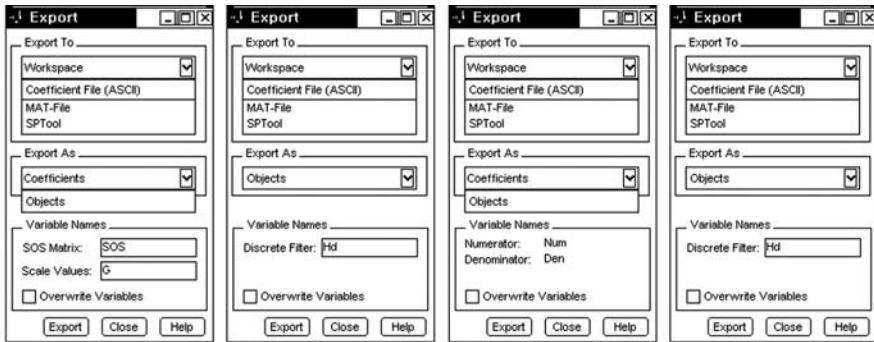 Export
Export To
Workspace
Coefficient File (ASCII)
MAT-File
SPTool
Export As
Coefficients
Objects
Variable Names
SOS Matrix: SOS
Scale Values: G
Overwrite Variables
Export Close Help
Export
Export To
Workspace
Coefficient File (ASCII)
MAT-File
SPTool
Export As
Objects
Variable Names
Discrete Filter: Hd
Overwrite Variables
Export Close Help
Export
Export To
Workspace
Coefficient File (ASCII)
MAT-File
SPTool
Export As
Coefficients
Objects
Variable Names
Numerator: Num
Denominator: Den
Overwrite Variables
Export Close Help
Export
Export To
Workspace
Coefficient File (ASCII)
MAT-File
SPTool
Export As
Objects
Variable Names
Discrete Filter: Hd
Overwrite Variables
Export Close Help